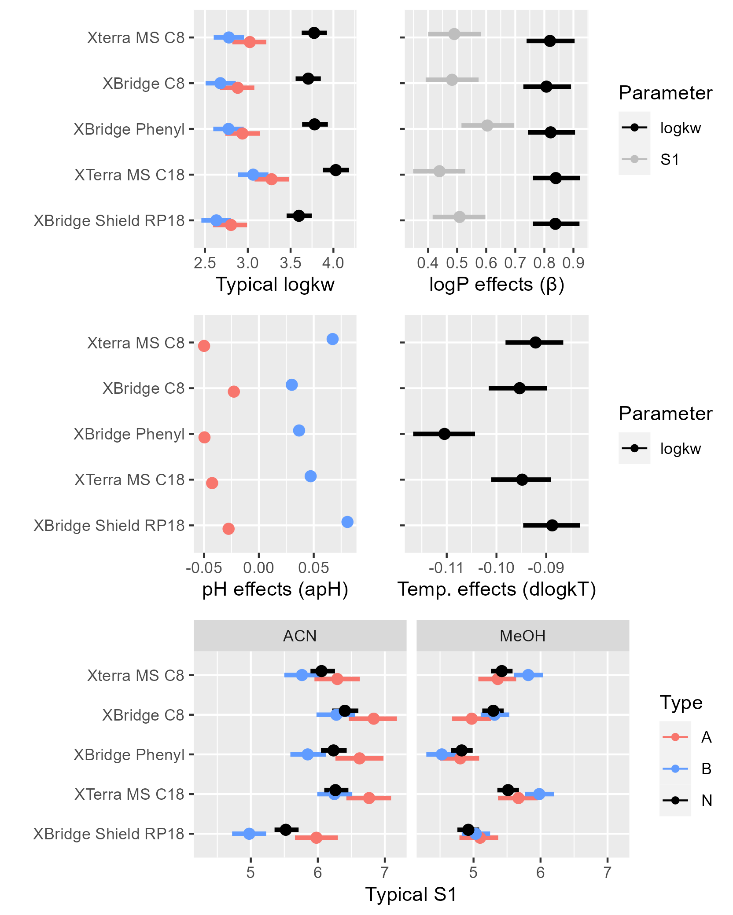 Xterra MS C8
XBridge C8
XBridge Phenyl
XTerra MS C18
XBridge Shield RP18
2.5 3.0 3.5 4.0
Typical logkw
0.4 0.5 0.6 0.7 0.8 0.9
logP effects (β)
Parameter
logkw
S1
Xterra MS C8
XBridge C8
XBridge Phenyl
XTerra MS C18
XBridge Shield RP18
-0.05 0.00 0.05
pH effects (apH)
-0.11 -0.10 -0.09
Temp. effects (dlogkT)
Parameter
logkw
ACN MeOH
Xterra MS C8
XBridge C8
XBridge Phenyl
XTerra MS C18
XBridge Shield RP18
5 6 7 5 6 7
Typical S1
Type
A
B
N